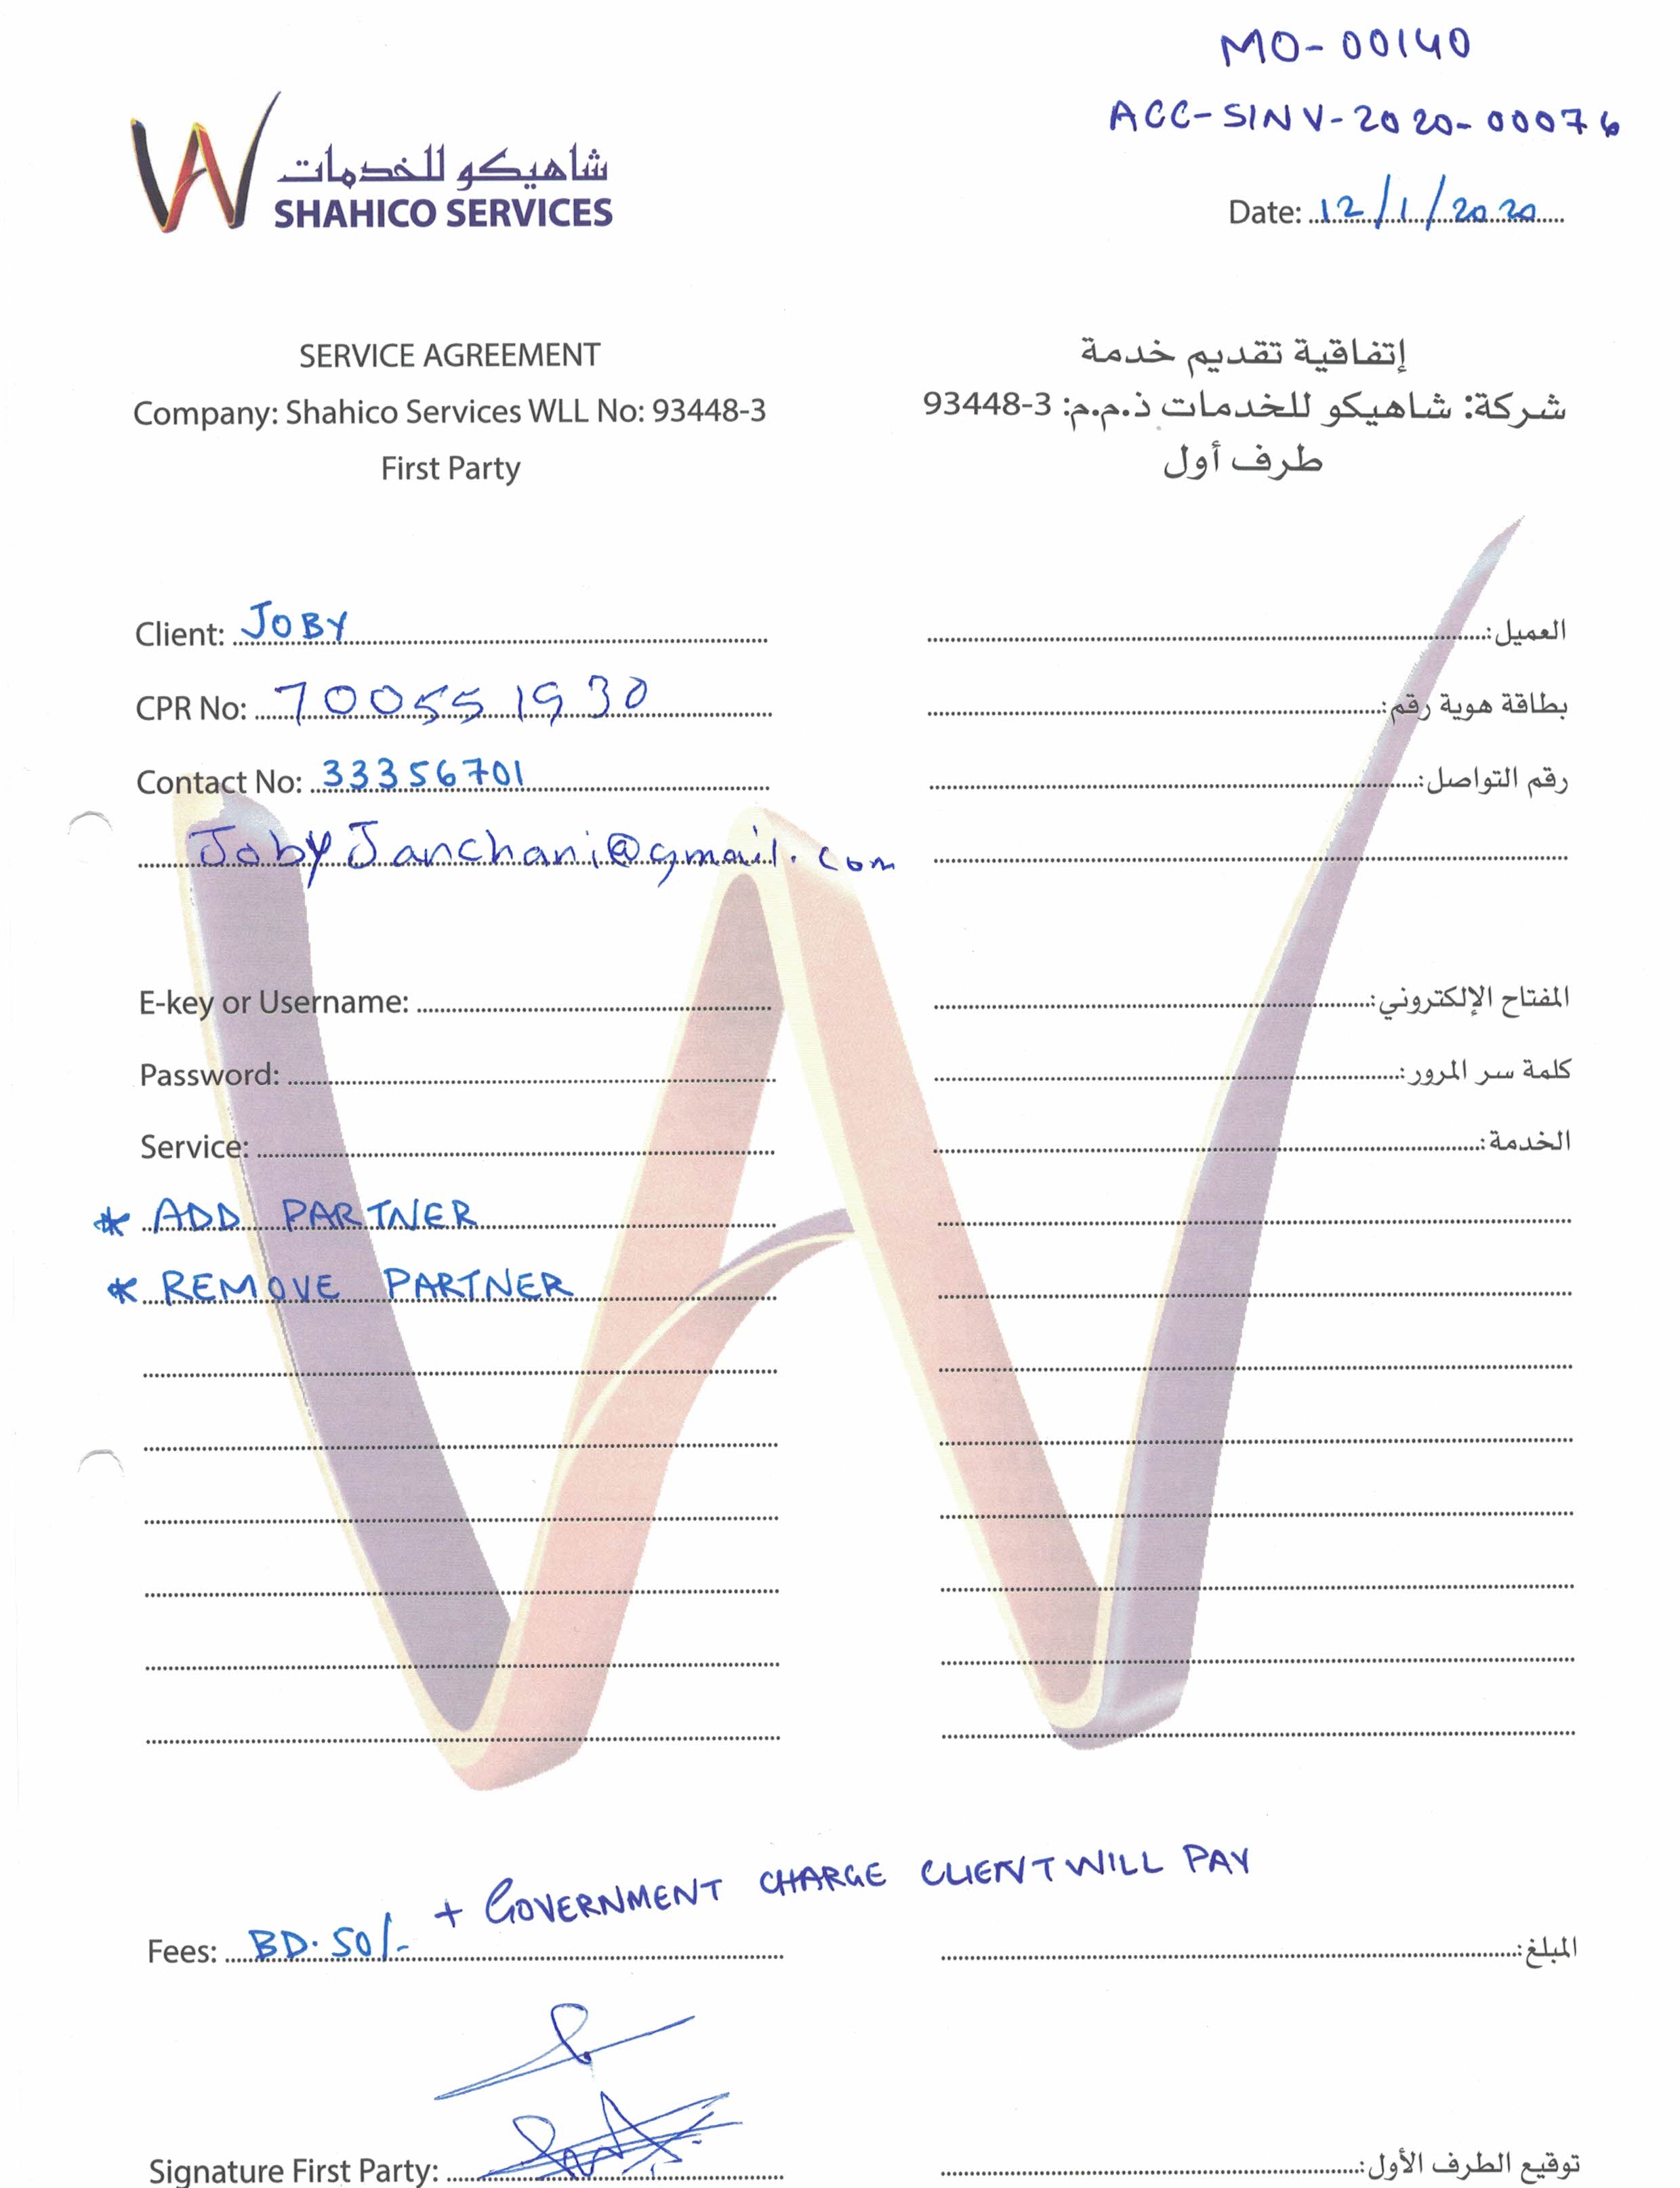 MO-00140
ACC-SINV-2020-00076
شاهيكو للخدمات
SHAHICO SERVICES
Date: 12/1/2020
SERVICE AGREEMENT
إتفاقية تقديم خدمة
Company: Shahico Services WLL No: 93448-3
شركة: شاهيكو للخدمات ذ.م.م: 3-93448
First Party
طرف أول
Client: JOBY
العميل:
CPR No: 700551930
بطاقة هوية رقم:
Contact No: 33356701
رقم التواصل:
JobyJanchani@gmail.com
E-key or Username:
المفتاح الإلكتروني:
Password:
كلمة سر المرور:
Service:
الخدمة:
* ADD PARTNER
* REMOVE PARTNER
+ GOVERNMENT CHARGE CLIENT WILL PAY
Fees: BD.50/-
المبلغ:
Signature First Party:
توقيع الطرف الأول: